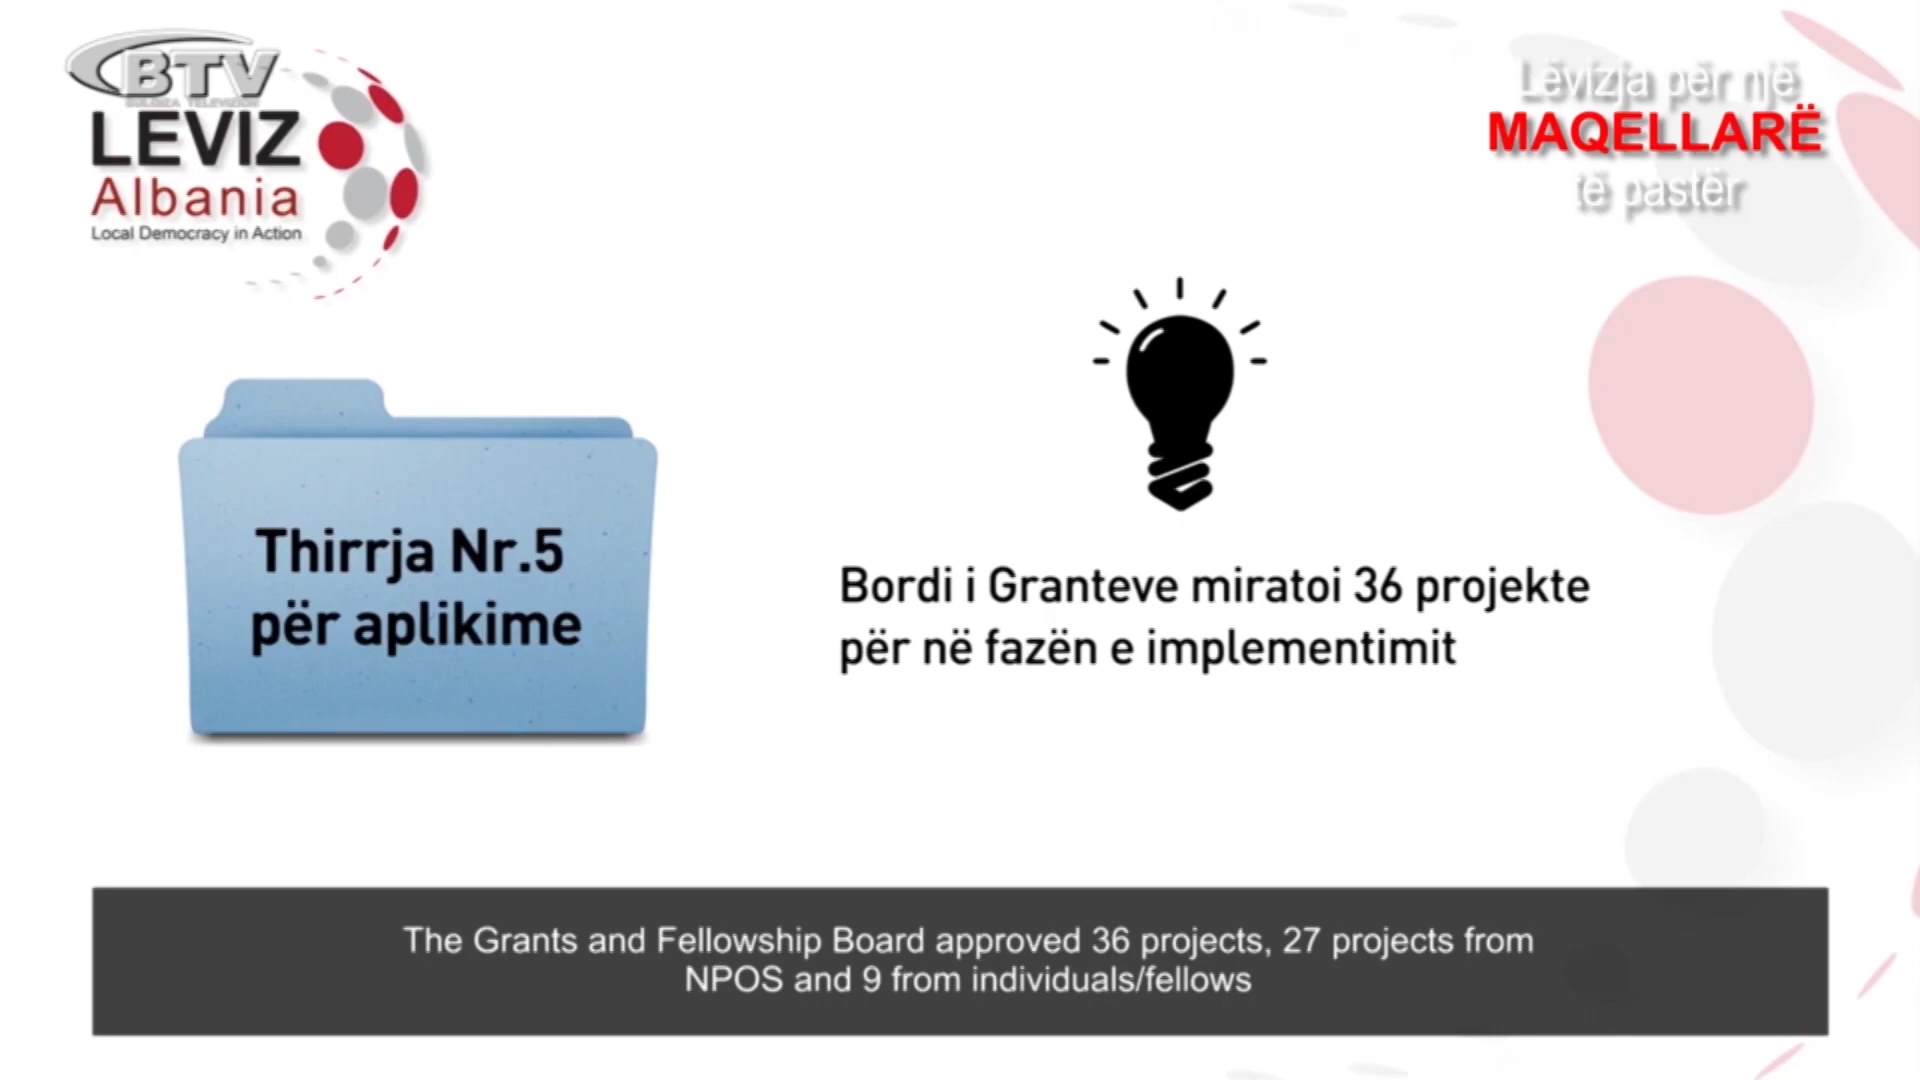 BTV
BULQIZA TELEVIZION
LEVIZ
Albania
Local Democracy in Action
Lëvizja për një
MAQELLARË
të pastër
Thirrja Nr.5
për aplikime
Bordi i Granteve miratoi 36 projekte
për në fazën e implementimit
The Grants and Fellowship Board approved 36 projects, 27 projects from
NPOS and 9 from individuals/fellows